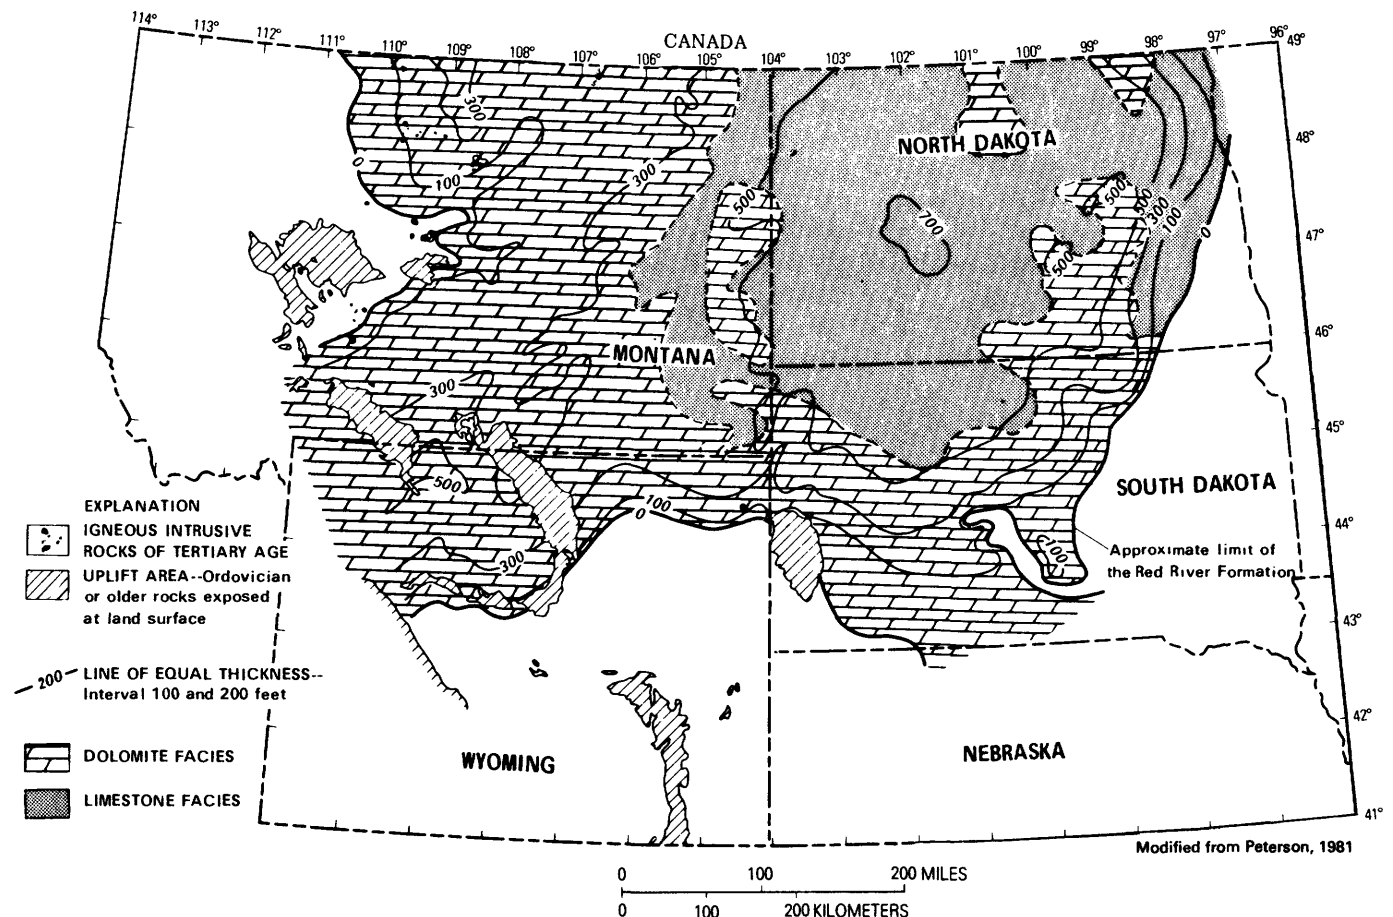 CANADA
114° 113° 112° 111° 110° 109° 108° 107° 106° 105° 104° 103° 102° 101° 100° 99° 98° 97° 96°
49°
48°
47°
46°
45°
44°
43°
42°
41°
300
0
100
300
500
700
500
500
500
300
100
0
NORTH DAKOTA
MONTANA
300
500
100
0
300
100
SOUTH DAKOTA
Approximate limit of
the Red River Formation
WYOMING
NEBRASKA
EXPLANATION
IGNEOUS INTRUSIVE
ROCKS OF TERTIARY AGE
UPLIFT AREA--Ordovician
or older rocks exposed
at land surface
200 LINE OF EQUAL THICKNESS--
Interval 100 and 200 feet
DOLOMITE FACIES
LIMESTONE FACIES
Modified from Peterson, 1981
0 100 200 MILES
0 100 200 KILOMETERS